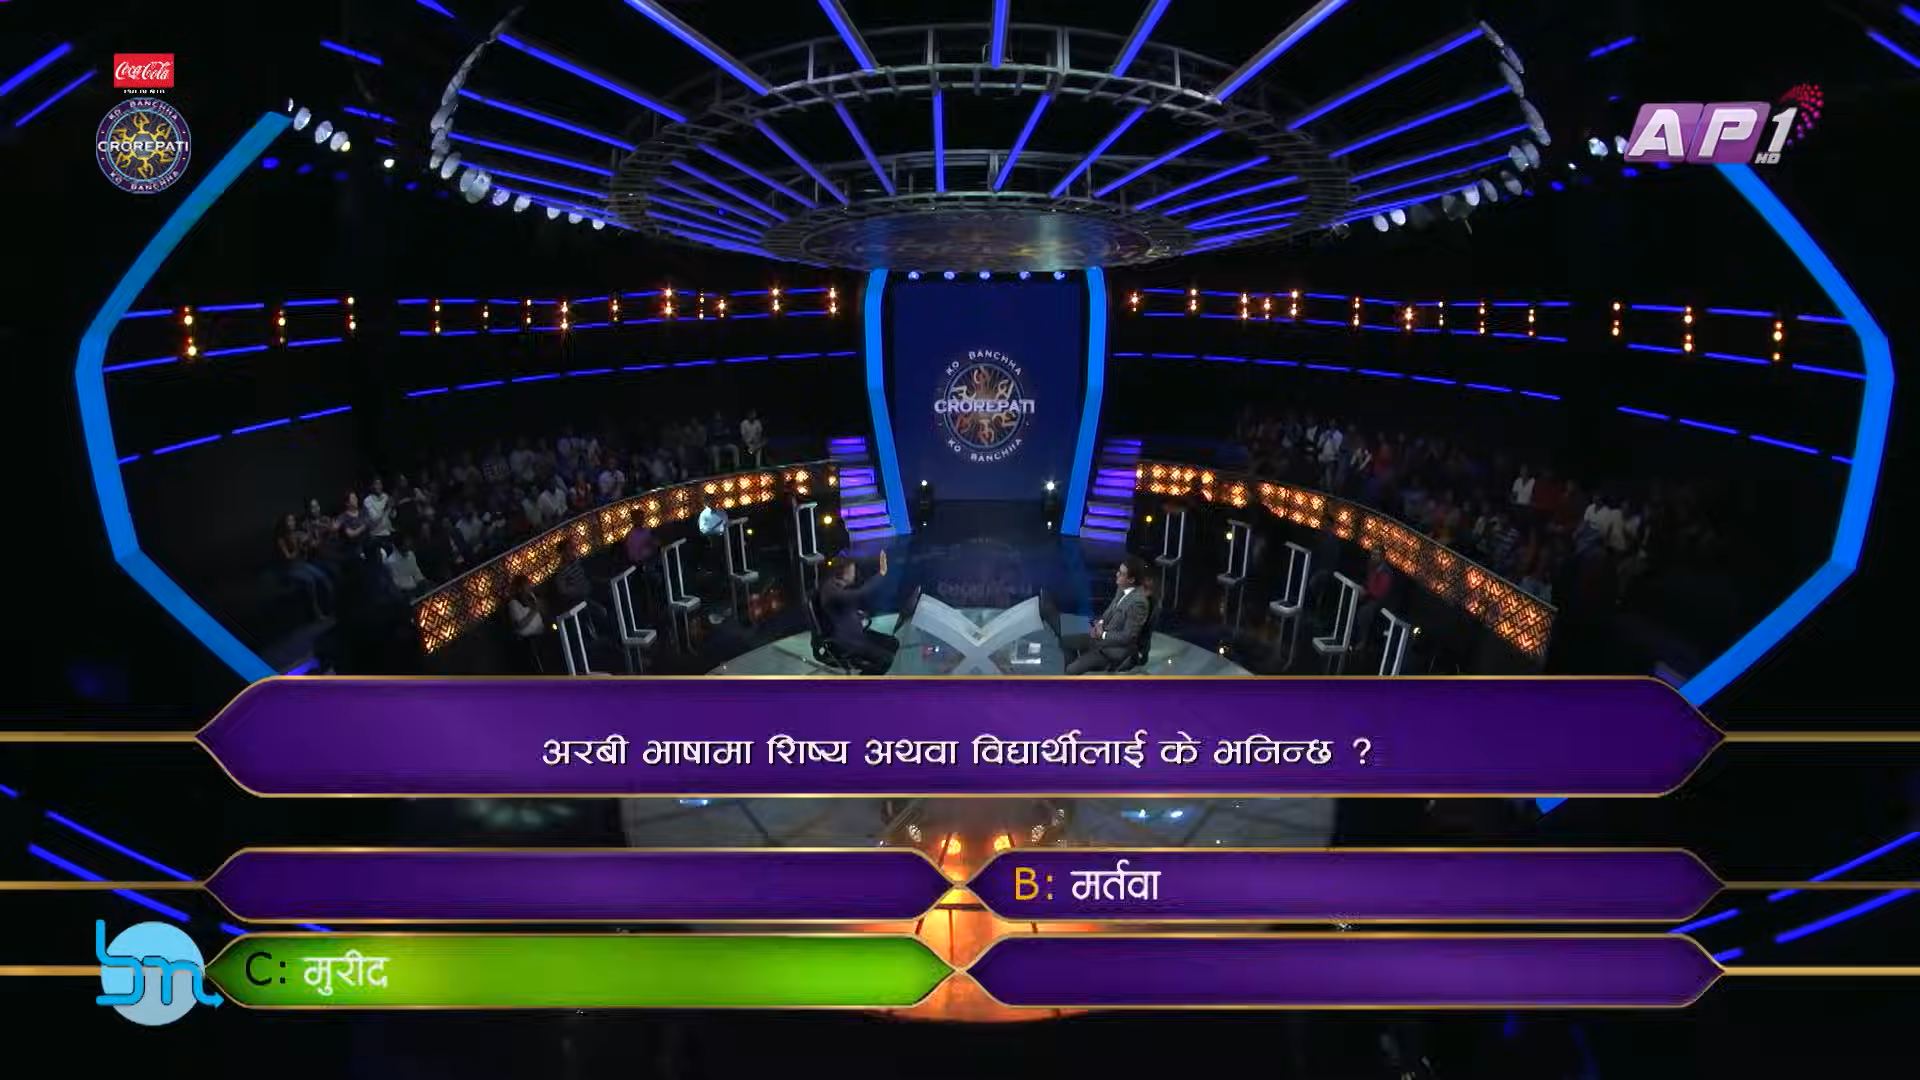 Coca-Cola
KO BANCHHA
CROREPATI
KO BANCHHA
AP1
HD
KO BANCHHA
CROREPATI
KO BANCHHA
अरबी भाषामा शिष्य अथवा विद्यार्थीलाई के भनिन्छ ?
B: मर्तवा
C: मुरीद
bm